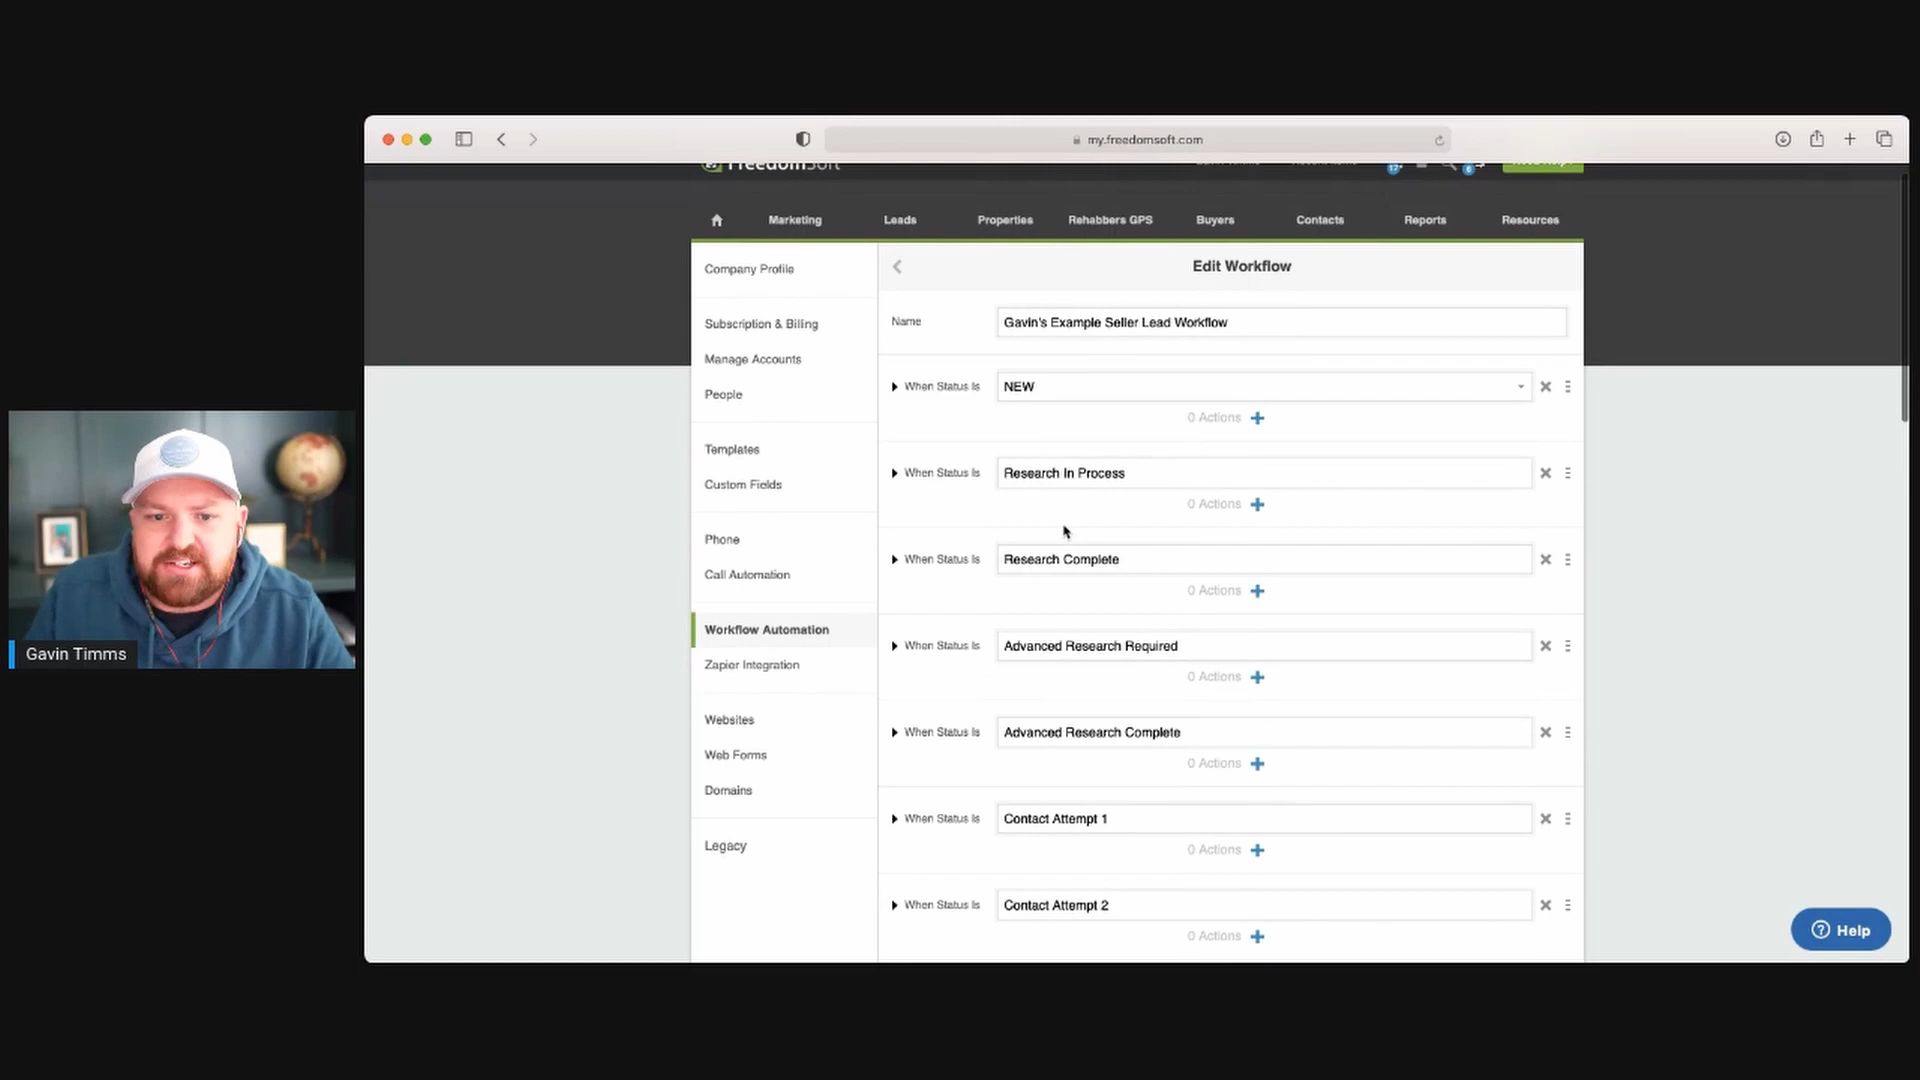 my.freedomsoft.com
FreedomSoft
Marketing
Leads
Properties
Rehabbers GPS
Buyers
Contacts
Reports
Resources
Company Profile
Subscription & Billing
Manage Accounts
People
Templates
Custom Fields
Phone
Call Automation
Workflow Automation
Zapier Integration
Websites
Web Forms
Domains
Legacy
Edit Workflow
Name
Gavin's Example Seller Lead Workflow
When Status Is
NEW
0 Actions
When Status Is
Research In Process
0 Actions
When Status Is
Research Complete
0 Actions
When Status Is
Advanced Research Required
0 Actions
When Status Is
Advanced Research Complete
0 Actions
When Status Is
Contact Attempt 1
0 Actions
When Status Is
Contact Attempt 2
0 Actions
Help
Gavin Timms